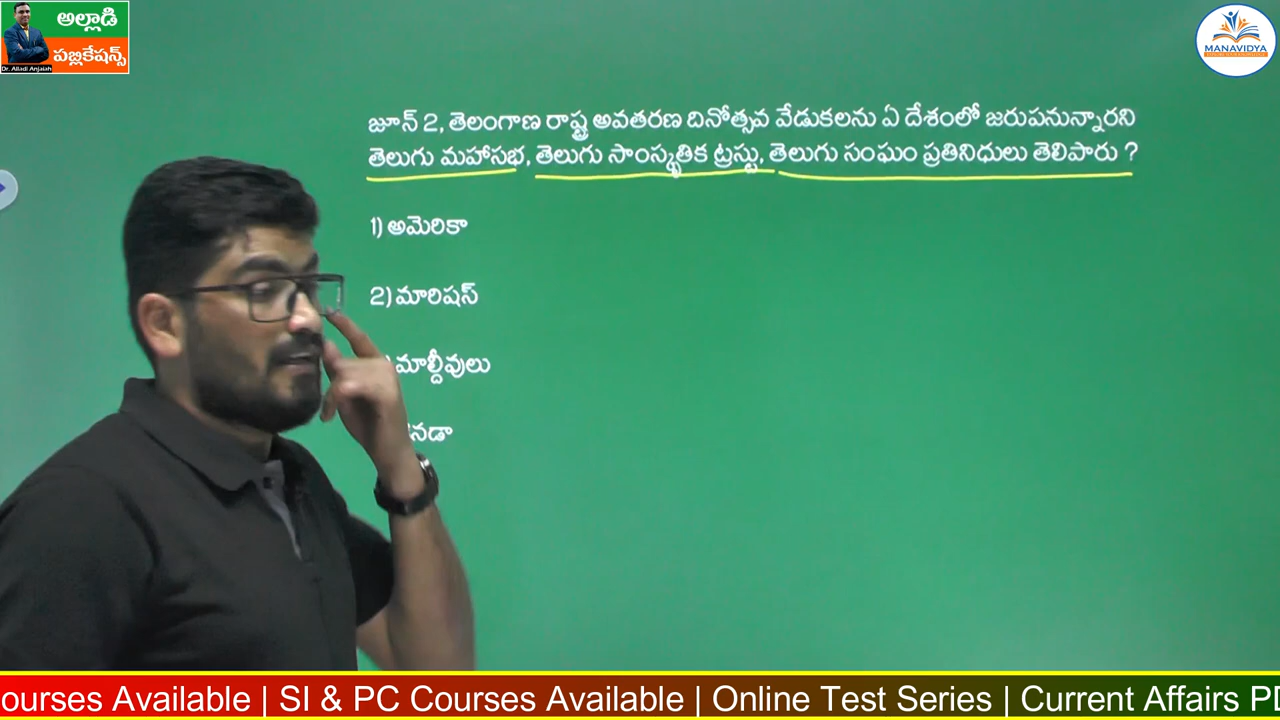 అల్లాడి
పబ్లికేషన్స్
Dr. Alladi Anjaiah
MANAVIDYA
జూన్ 2, తెలంగాణ రాష్ట్ర అవతరణ దినోత్సవ వేడుకలను ఏ దేశంలో జరుపనున్నారని
తెలుగు మహాసభ, తెలుగు సాంస్కృతిక ట్రస్టు, తెలుగు సంఘం ప్రతినిధులు తెలిపారు ?
1) అమెరికా
2) మారిషస్
మాల్దీవులు
ourses Available | SI & PC Courses Available | Online Test Series | Current Affairs PD